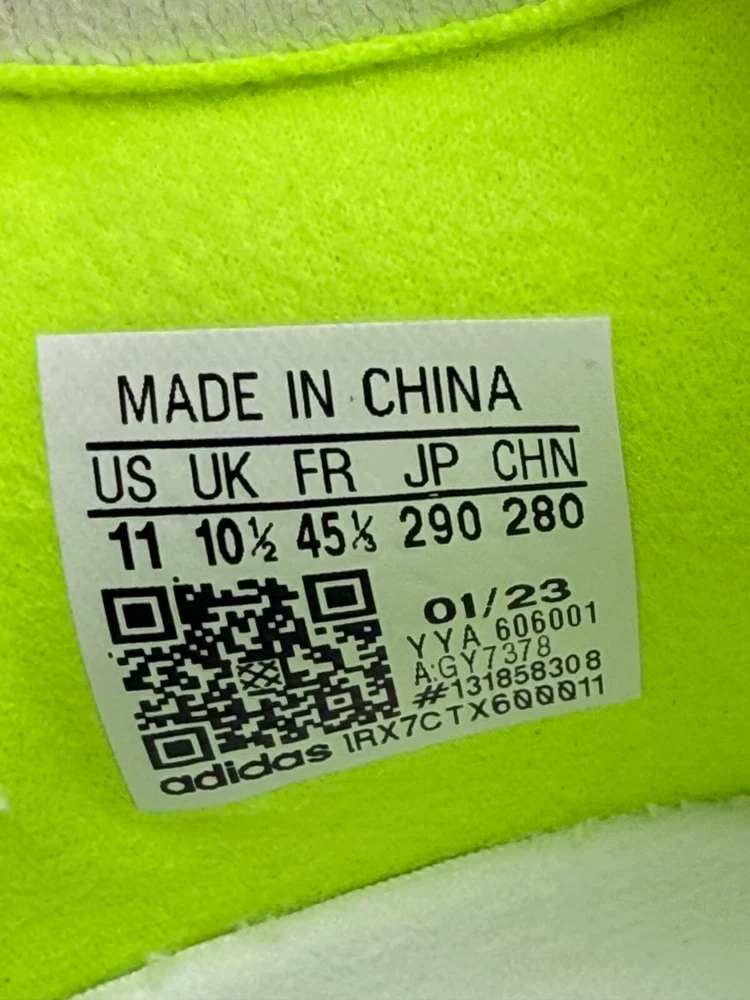 MADE IN CHINA
US UK FR JP CHN
11 10½ 45⅓ 290 280
01/23
YYA 606001
A:GY7378
#131858308
adidas 1RX7CTX600011